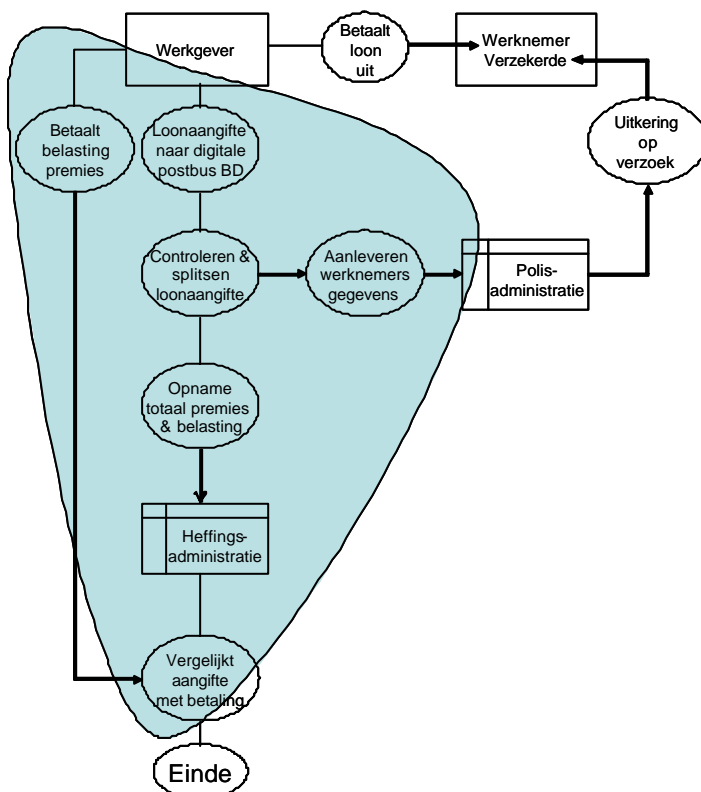 Werkgever
Betaalt
loon
uit
Werknemer
Verzekerde
Betaalt
belasting
premies
Loonaangifte
naar digitale
postbus BD
Uitkering
op
verzoek
Controleren &
splitsen
loonaangifte
Aanleveren
werknemers
gegevens
Polis-
administratie
Opname
totaal premies
& belasting
Heffings-
administratie
Vergelijkt
aangifte
met betaling
Einde